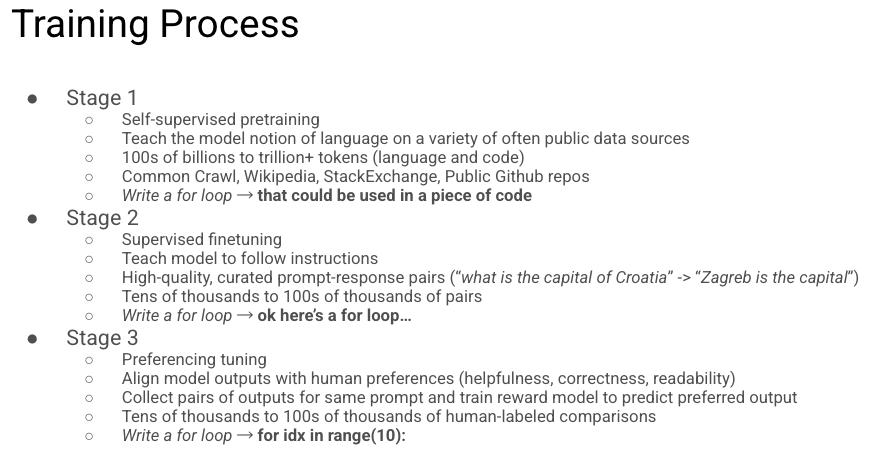 Training Process
● Stage 1
○ Self-supervised pretraining
○ Teach the model notion of language on a variety of often public data sources
○ 100s of billions to trillion+ tokens (language and code)
○ Common Crawl, Wikipedia, StackExchange, Public Github repos
○ Write a for loop → that could be used in a piece of code
● Stage 2
○ Supervised finetuning
○ Teach model to follow instructions
○ High-quality, curated prompt-response pairs (“what is the capital of Croatia” -> “Zagreb is the capital”)
○ Tens of thousands to 100s of thousands of pairs
○ Write a for loop → ok here’s a for loop…
● Stage 3
○ Preferencing tuning
○ Align model outputs with human preferences (helpfulness, correctness, readability)
○ Collect pairs of outputs for same prompt and train reward model to predict preferred output
○ Tens of thousands to 100s of thousands of human-labeled comparisons
○ Write a for loop → for idx in range(10):